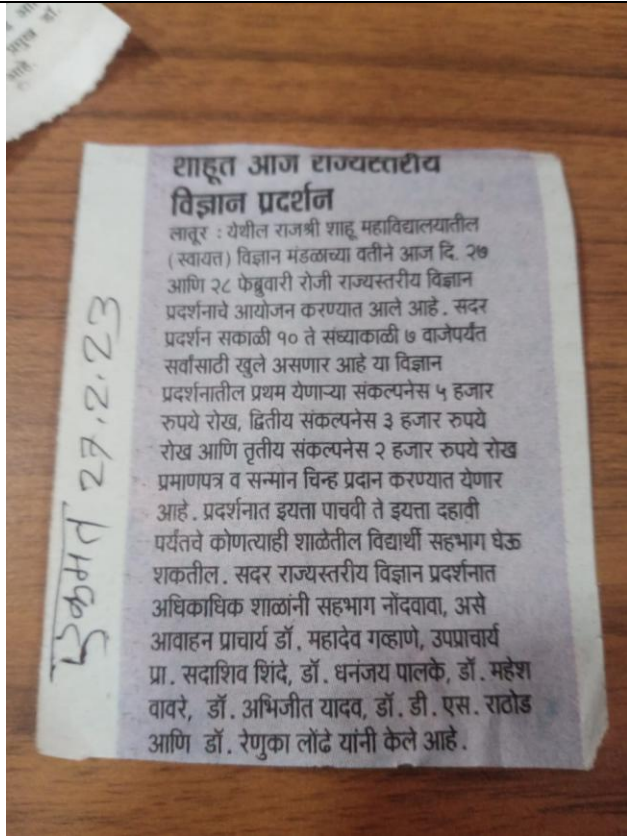 शाहूत आज राज्यस्तरीय
विज्ञान प्रदर्शन
लातूर : येथील राजश्री शाहू महाविद्यालयातील
(स्वायत्त) विज्ञान मंडळाच्या वतीने आज दि. २७
आणि २८ फेब्रुवारी रोजी राज्यस्तरीय विज्ञान
प्रदर्शनाचे आयोजन करण्यात आले आहे. सदर
प्रदर्शन सकाळी १० ते संध्याकाळी ७ वाजेपर्यंत
सर्वांसाठी खुले असणार आहे या विज्ञान
प्रदर्शनातील प्रथम येणाऱ्या संकल्पनेस ५ हजार
रुपये रोख, द्वितीय संकल्पनेस ३ हजार रुपये
रोख आणि तृतीय संकल्पनेस २ हजार रुपये रोख
प्रमाणपत्र व सन्मान चिन्ह प्रदान करण्यात येणार
आहे. प्रदर्शनात इयत्ता पाचवी ते इयत्ता दहावी
पर्यंतचे कोणत्याही शाळेतील विद्यार्थी सहभाग घेऊ
शकतील. सदर राज्यस्तरीय विज्ञान प्रदर्शनात
अधिकाधिक शाळांनी सहभाग नोंदवावा, असे
आवाहन प्राचार्य डॉ. महादेव गव्हाणे, उपप्राचार्य
प्रा. सदाशिव शिंदे, डॉ. धनंजय पालके, डॉ. महेश
वावरे, डॉ. अभिजीत यादव, डॉ. डी. एस. राठोड
आणि डॉ. रेणुका लोंढे यांनी केले आहे.
एकमत 27.2.23
प्रमुख डॉ.
आहे.